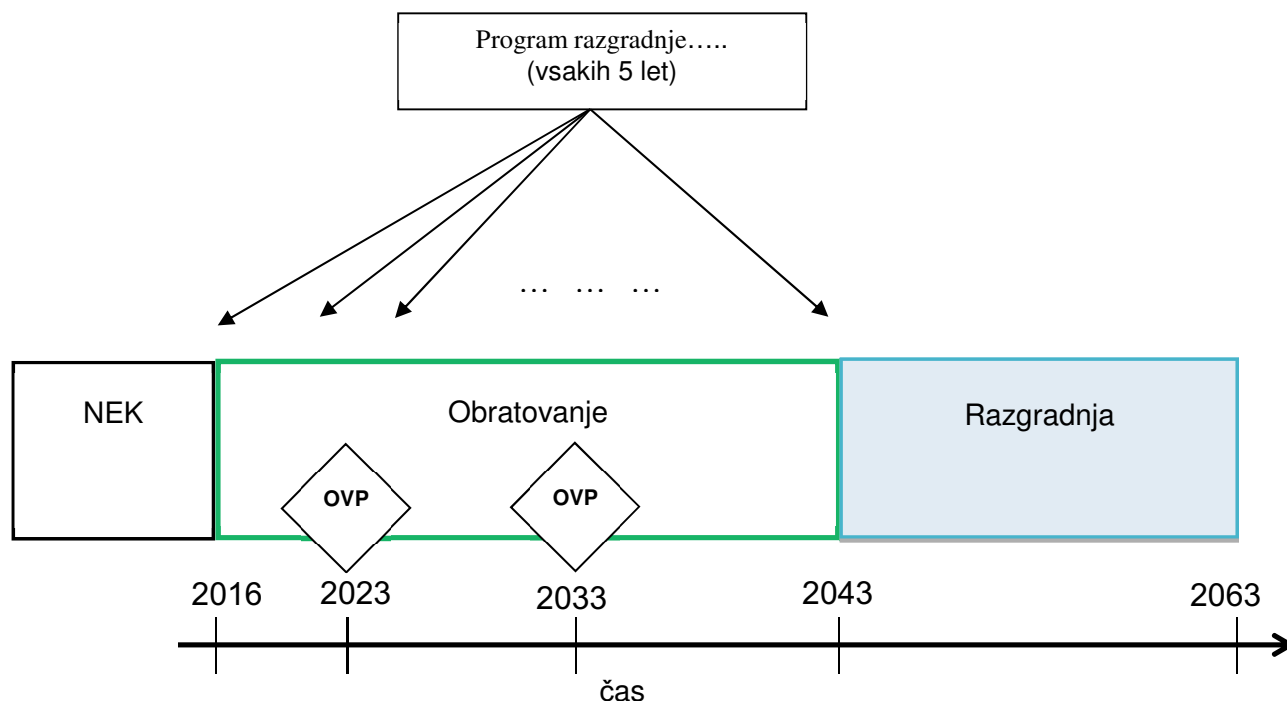 Program razgradnje…..
(vsakih 5 let)
… … …
NEK
Obratovanje
Razgradnja
OVP
OVP
2016
2023
2033
2043
2063
čas